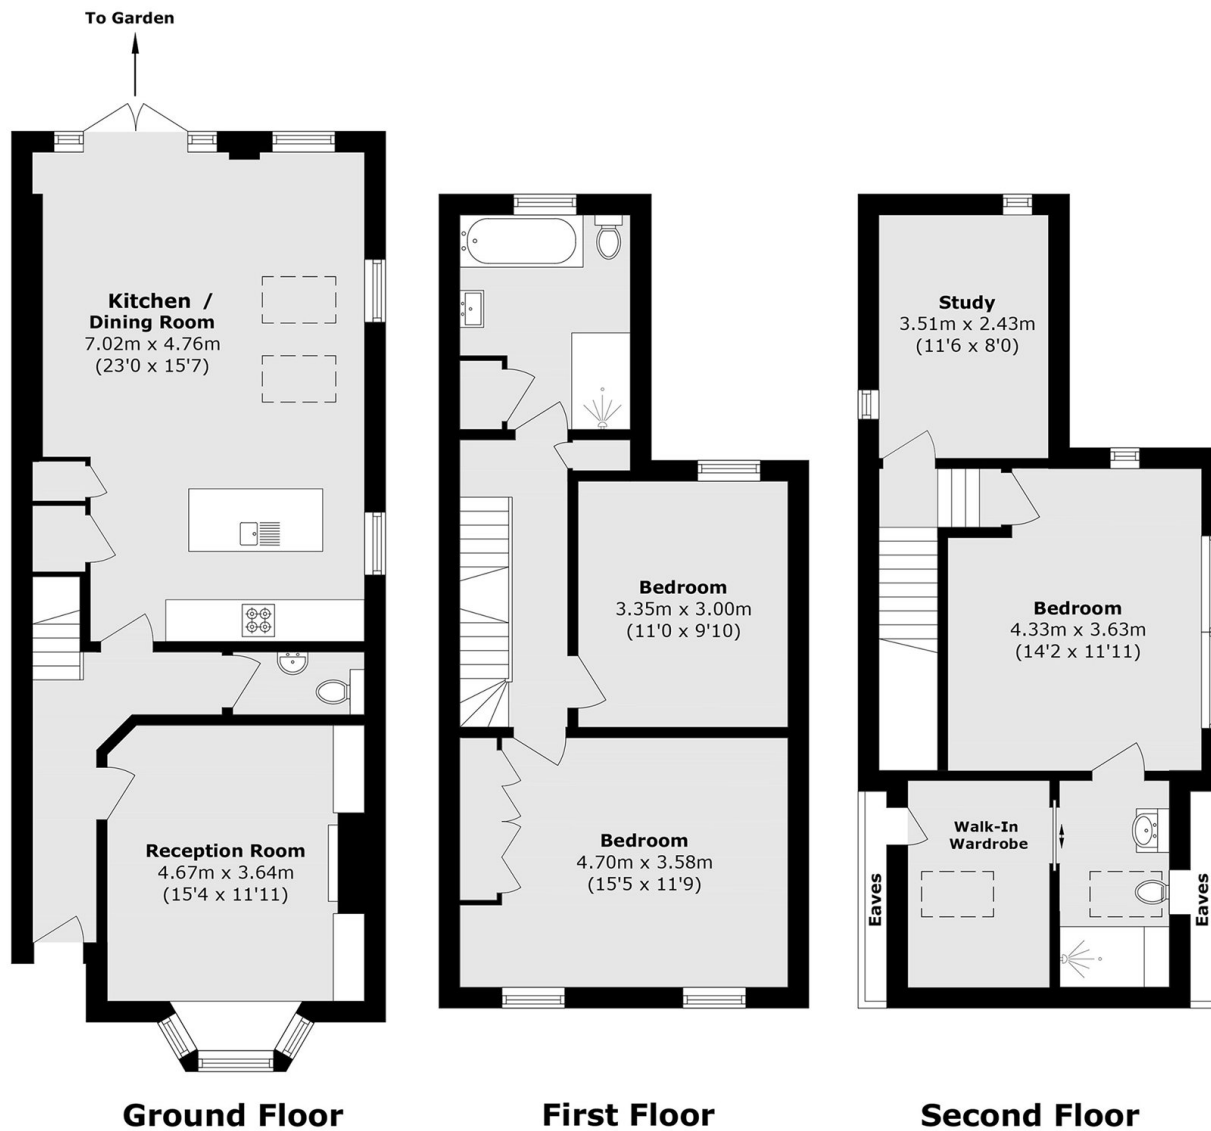 To Garden
Kitchen /
Dining Room
7.02m x 4.76m
(23'0 x 15'7)
Reception Room
4.67m x 3.64m
(15'4 x 11'11)
Ground Floor
Bedroom
3.35m x 3.00m
(11'0 x 9'10)
Bedroom
4.70m x 3.58m
(15'5 x 11'9)
First Floor
Study
3.51m x 2.43m
(11'6 x 8'0)
Bedroom
4.33m x 3.63m
(14'2 x 11'11)
Walk-In
Wardrobe
Eaves
Eaves
Second Floor